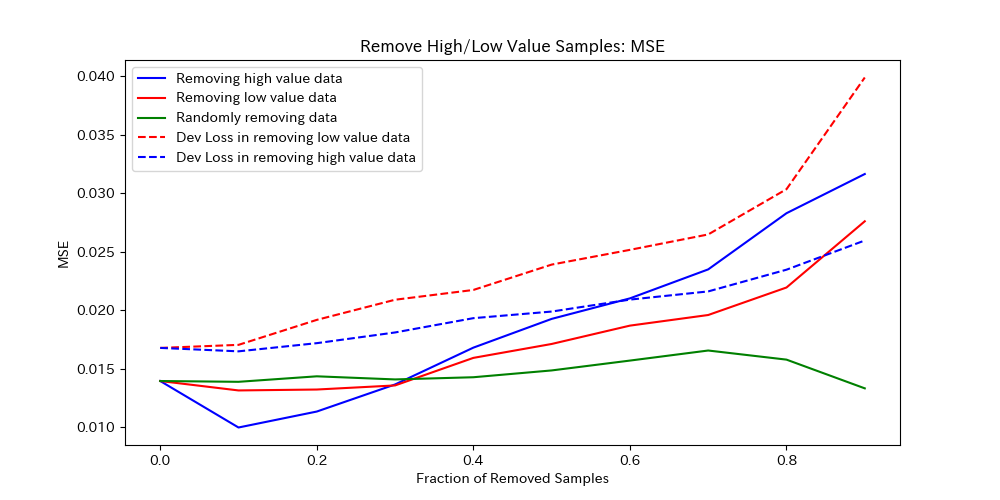 Remove High/Low Value Samples: MSE
Removing high value data
Removing low value data
Randomly removing data
Dev Loss in removing low value data
Dev Loss in removing high value data
MSE
0.040
0.035
0.030
0.025
0.020
0.015
0.010
0.0 0.2 0.4 0.6 0.8
Fraction of Removed Samples